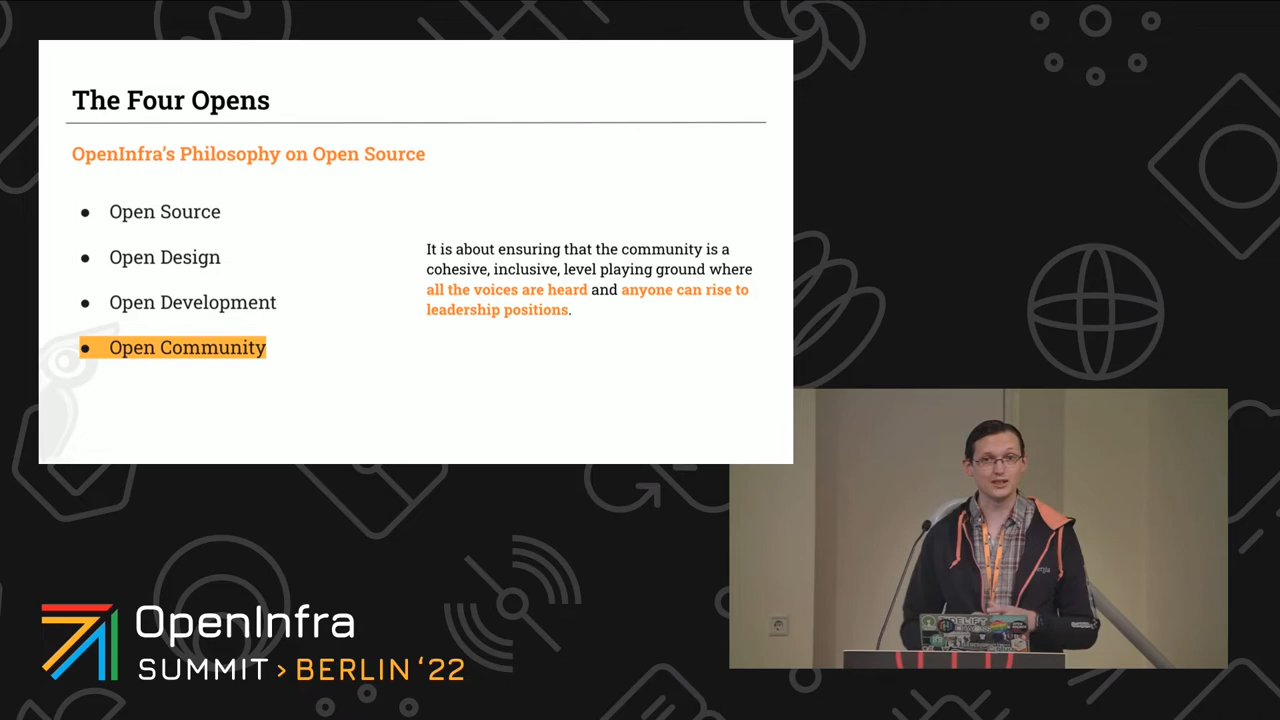 The Four Opens
OpenInfra's Philosophy on Open Source
● Open Source
● Open Design
● Open Development
● Open Community
It is about ensuring that the community is a
cohesive, inclusive, level playing ground where
all the voices are heard and anyone can rise to
leadership positions.
OpenInfra
SUMMIT > BERLIN ‘22